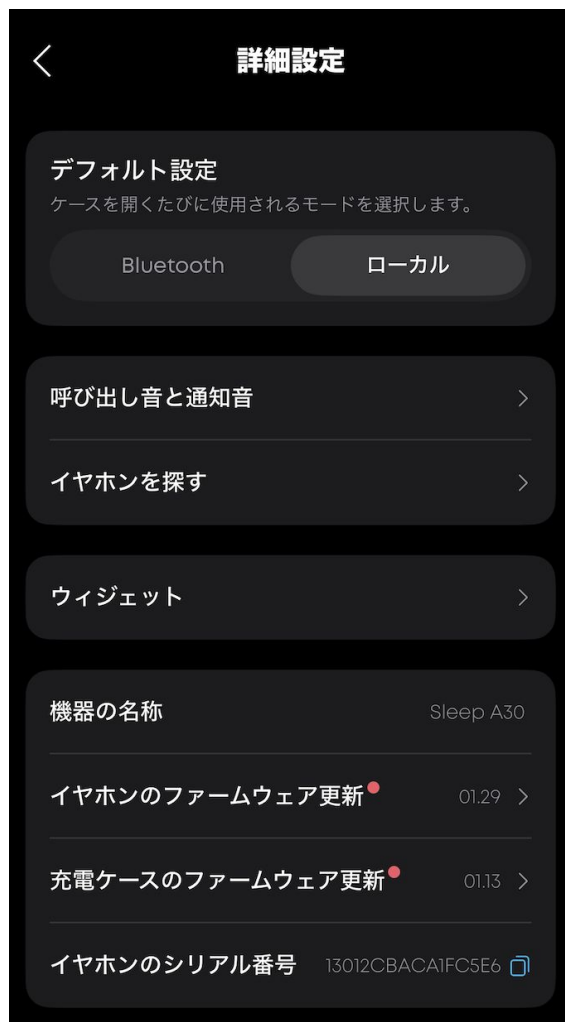 詳細設定
デフォルト設定
ケースを開くたびに使用されるモードを選択します。
Bluetooth ローカル
呼び出し音と通知音
イヤホンを探す
ウィジェット
機器の名称 Sleep A30
イヤホンのファームウェア更新 01.29
充電ケースのファームウェア更新 01.13
イヤホンのシリアル番号 13012CBACA1FC5E6